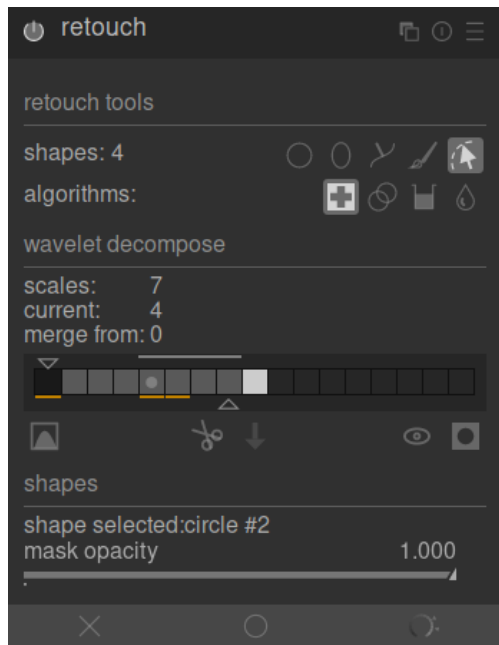 retouch
retouch tools
shapes: 4
algorithms:
wavelet decompose
scales: 7
current: 4
merge from: 0
shapes
shape selected:circle #2
mask opacity 1.000